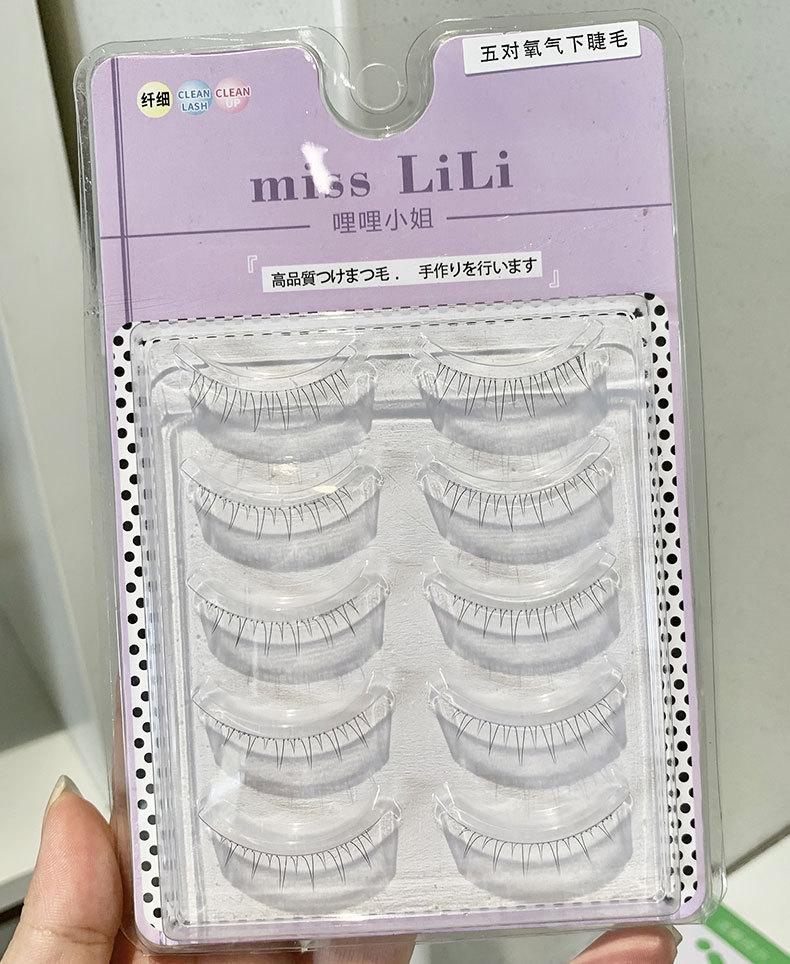 五对氧气下睫毛
纤细
CLEAN LASH
CLEAN UP
miss LiLi
哩哩小姐
『高品質つけまつ毛． 手作りを行います』